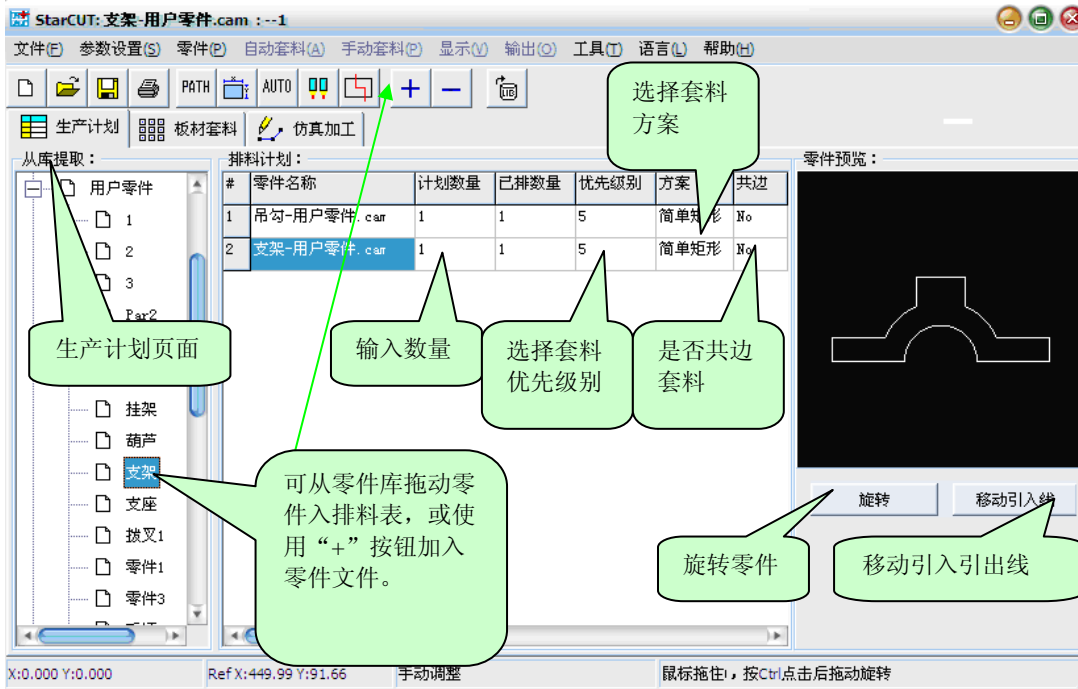 StarCUT: 支架-用户零件.cam : --1
文件(F) 参数设置(S) 零件(P) 自动套料(A) 手动套料(P) 显示(V) 输出(O) 工具(T) 语言(L) 帮助(H)
PATH AUTO
选择套料
方案
生产计划 板材套料 仿真加工
从库提取： 排料计划： 零件预览：
用户零件
# 零件名称 计划数量 已排数量 优先级别 方案 共边
1 吊勾-用户零件.cam 1 1 5 简单矩形 No
2 支架-用户零件.cam 1 1 5 简单矩形 No
1
2
3
Par2
生产计划页面
输入数量
选择套料
优先级别
是否共边
套料
挂架
葫芦
支架
支座
拨叉1
零件1
零件3
可从零件库拖动零
件入排料表，或使
用“+”按钮加入
零件文件。
旋转 移动引入线
旋转零件
移动引入引出线
X:0.000 Y:0.000 Ref X:449.99 Y:91.66 手动调整 鼠标拖住，按Ctrl点击后拖动旋转